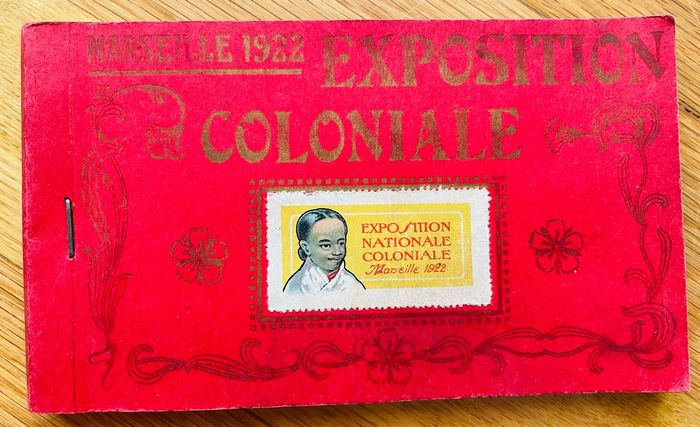 MARSEILLE 1922 EXPOSITION
COLONIALE
EXPOSITION
NATIONALE
COLONIALE
Marseille 1922